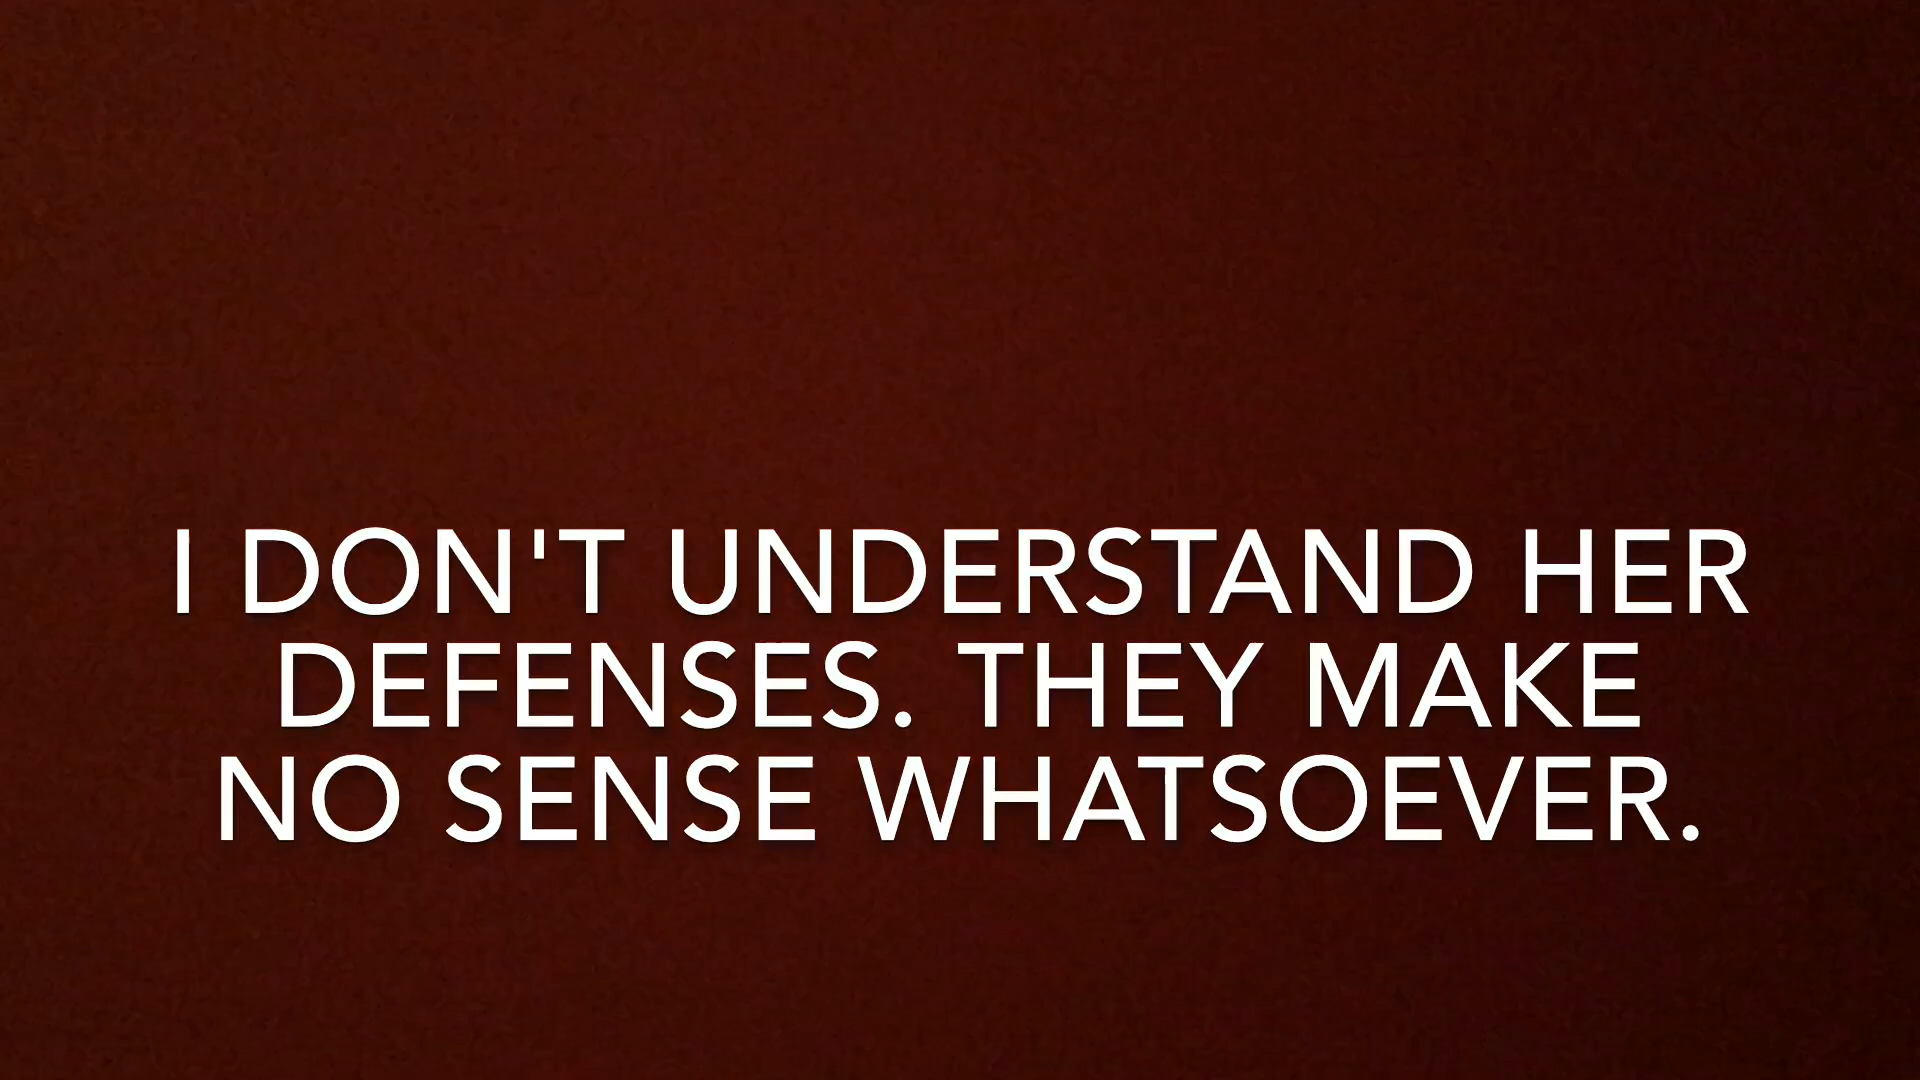 I DON'T UNDERSTAND HER
DEFENSES. THEY MAKE
NO SENSE WHATSOEVER.